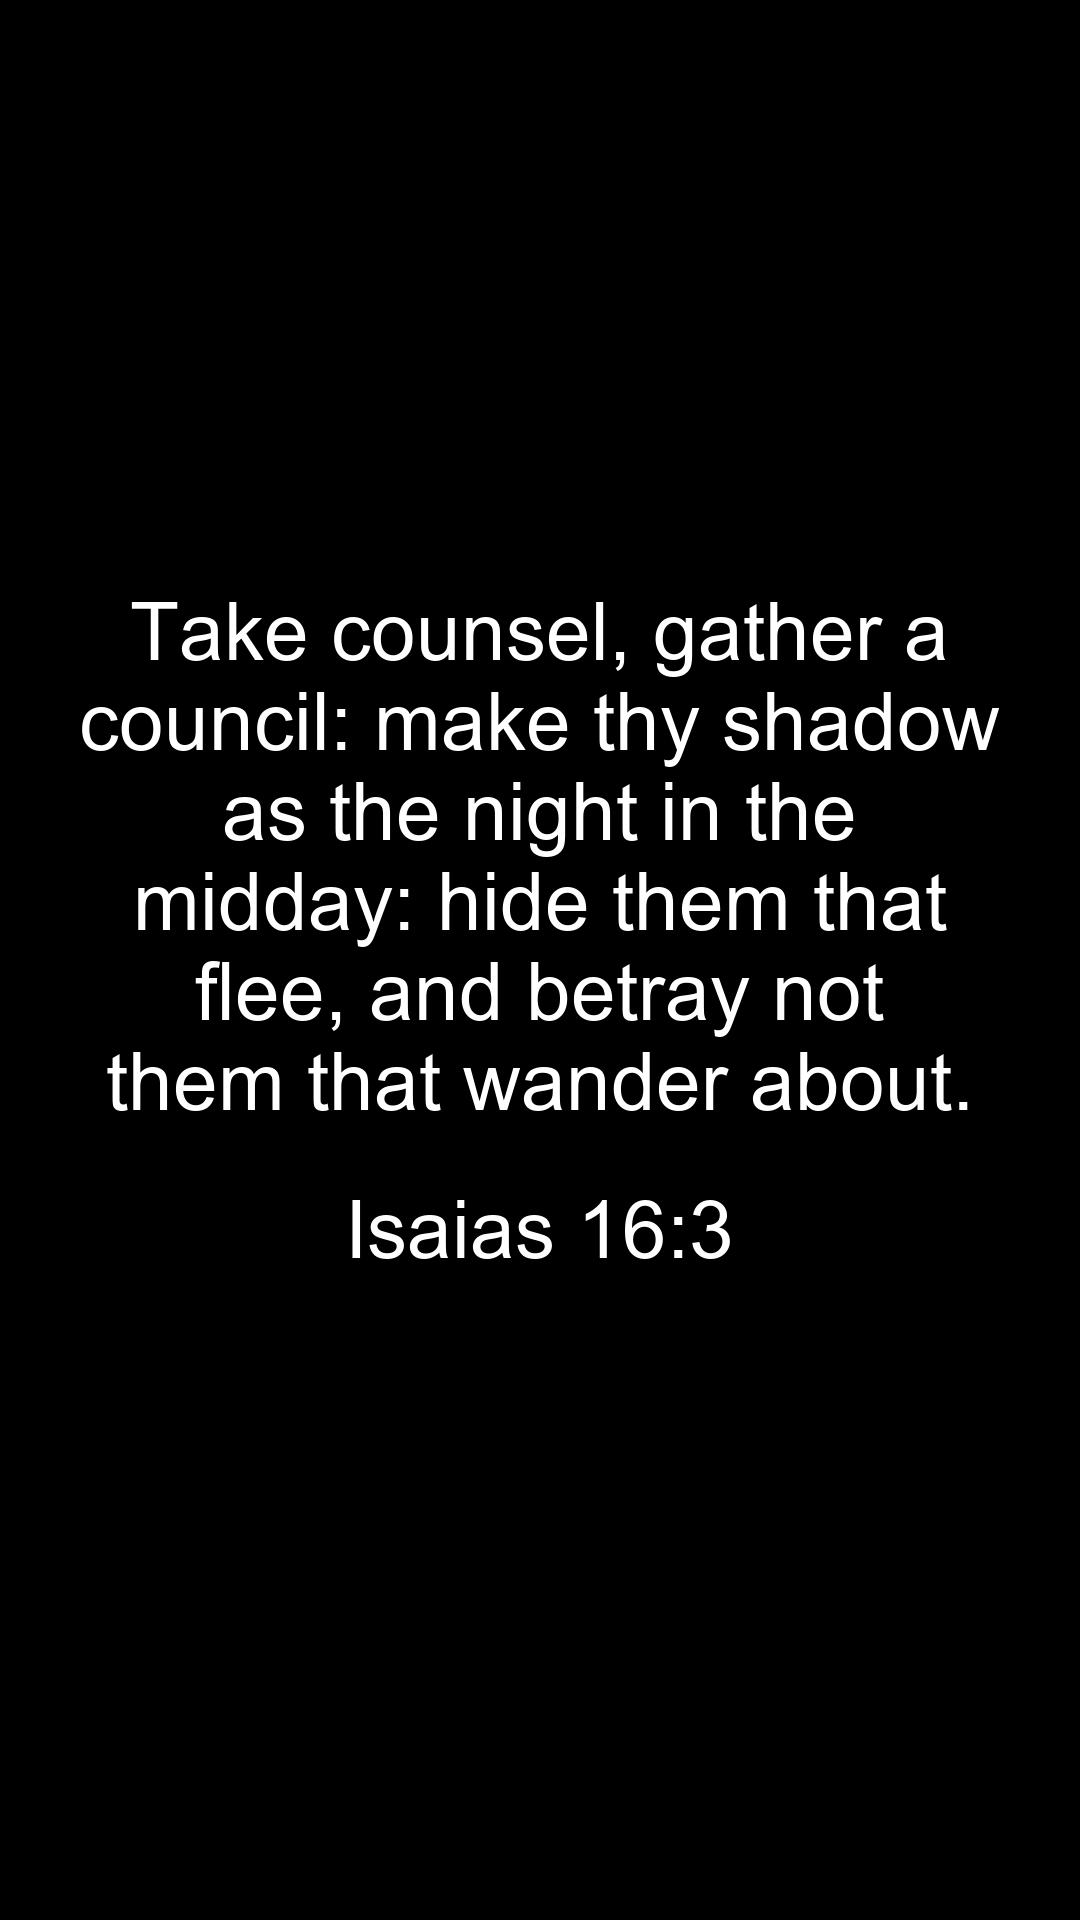 Take counsel, gather a
council: make thy shadow
as the night in the
midday: hide them that
flee, and betray not
them that wander about.
Isaias 16:3